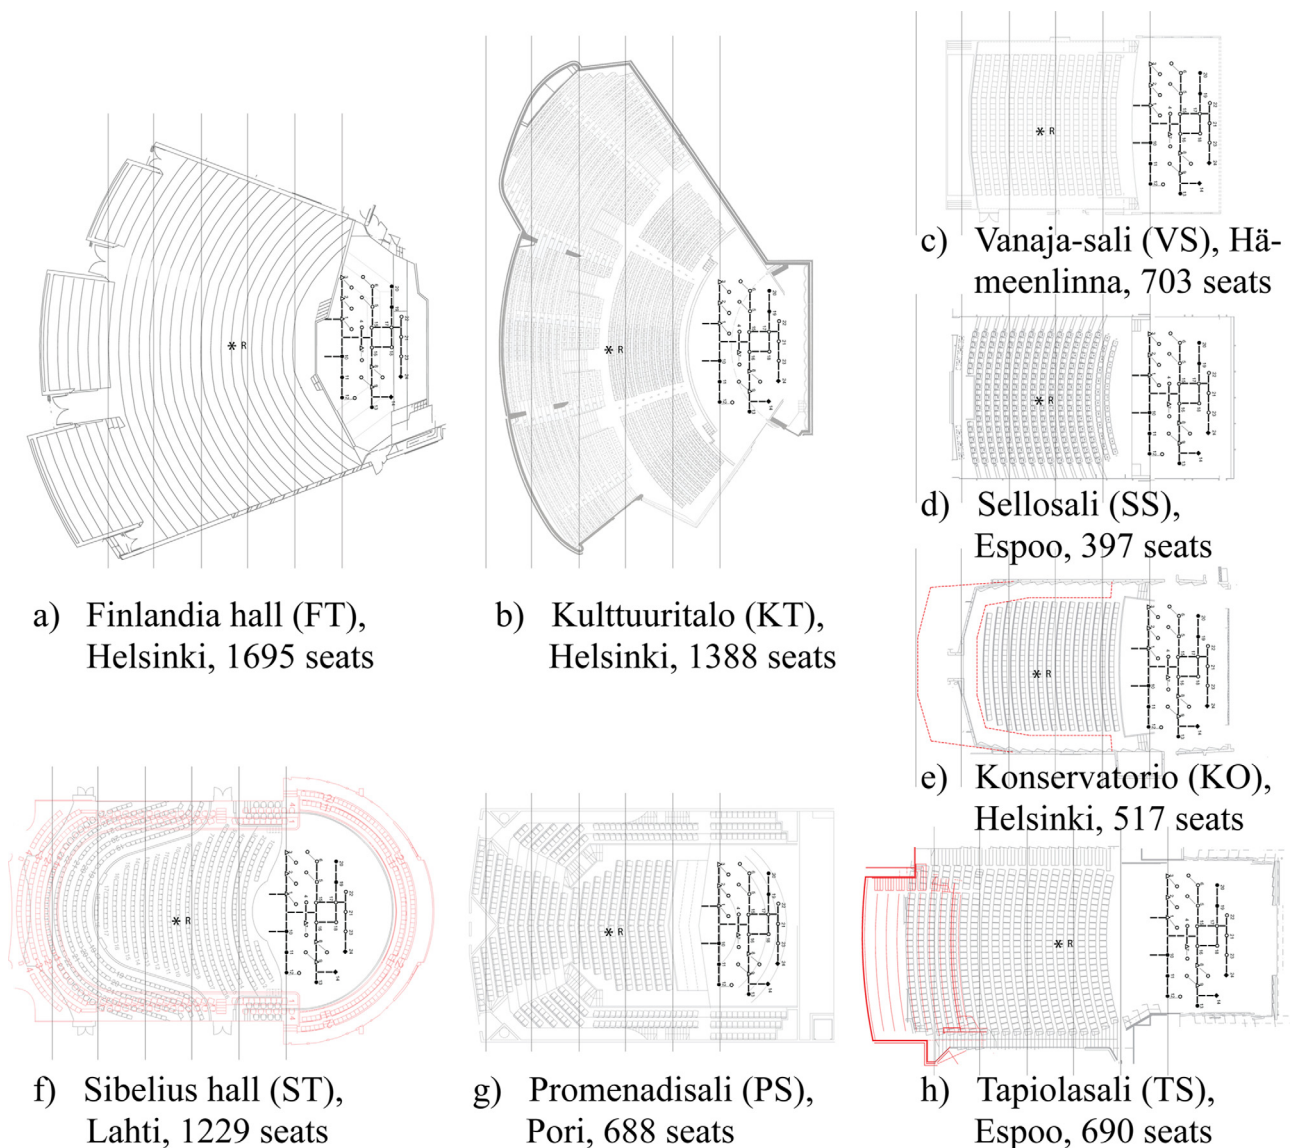 R
a) Finlandia hall (FT),
Helsinki, 1695 seats
R
b) Kulttuuritalo (KT),
Helsinki, 1388 seats
R
c) Vanaja-sali (VS), Hä-
meenlinna, 703 seats
R
d) Sellosali (SS),
Espoo, 397 seats
R
e) Konservatorio (KO),
Helsinki, 517 seats
R
f) Sibelius hall (ST),
Lahti, 1229 seats
R
g) Promenadisali (PS),
Pori, 688 seats
R
h) Tapiolasali (TS),
Espoo, 690 seats